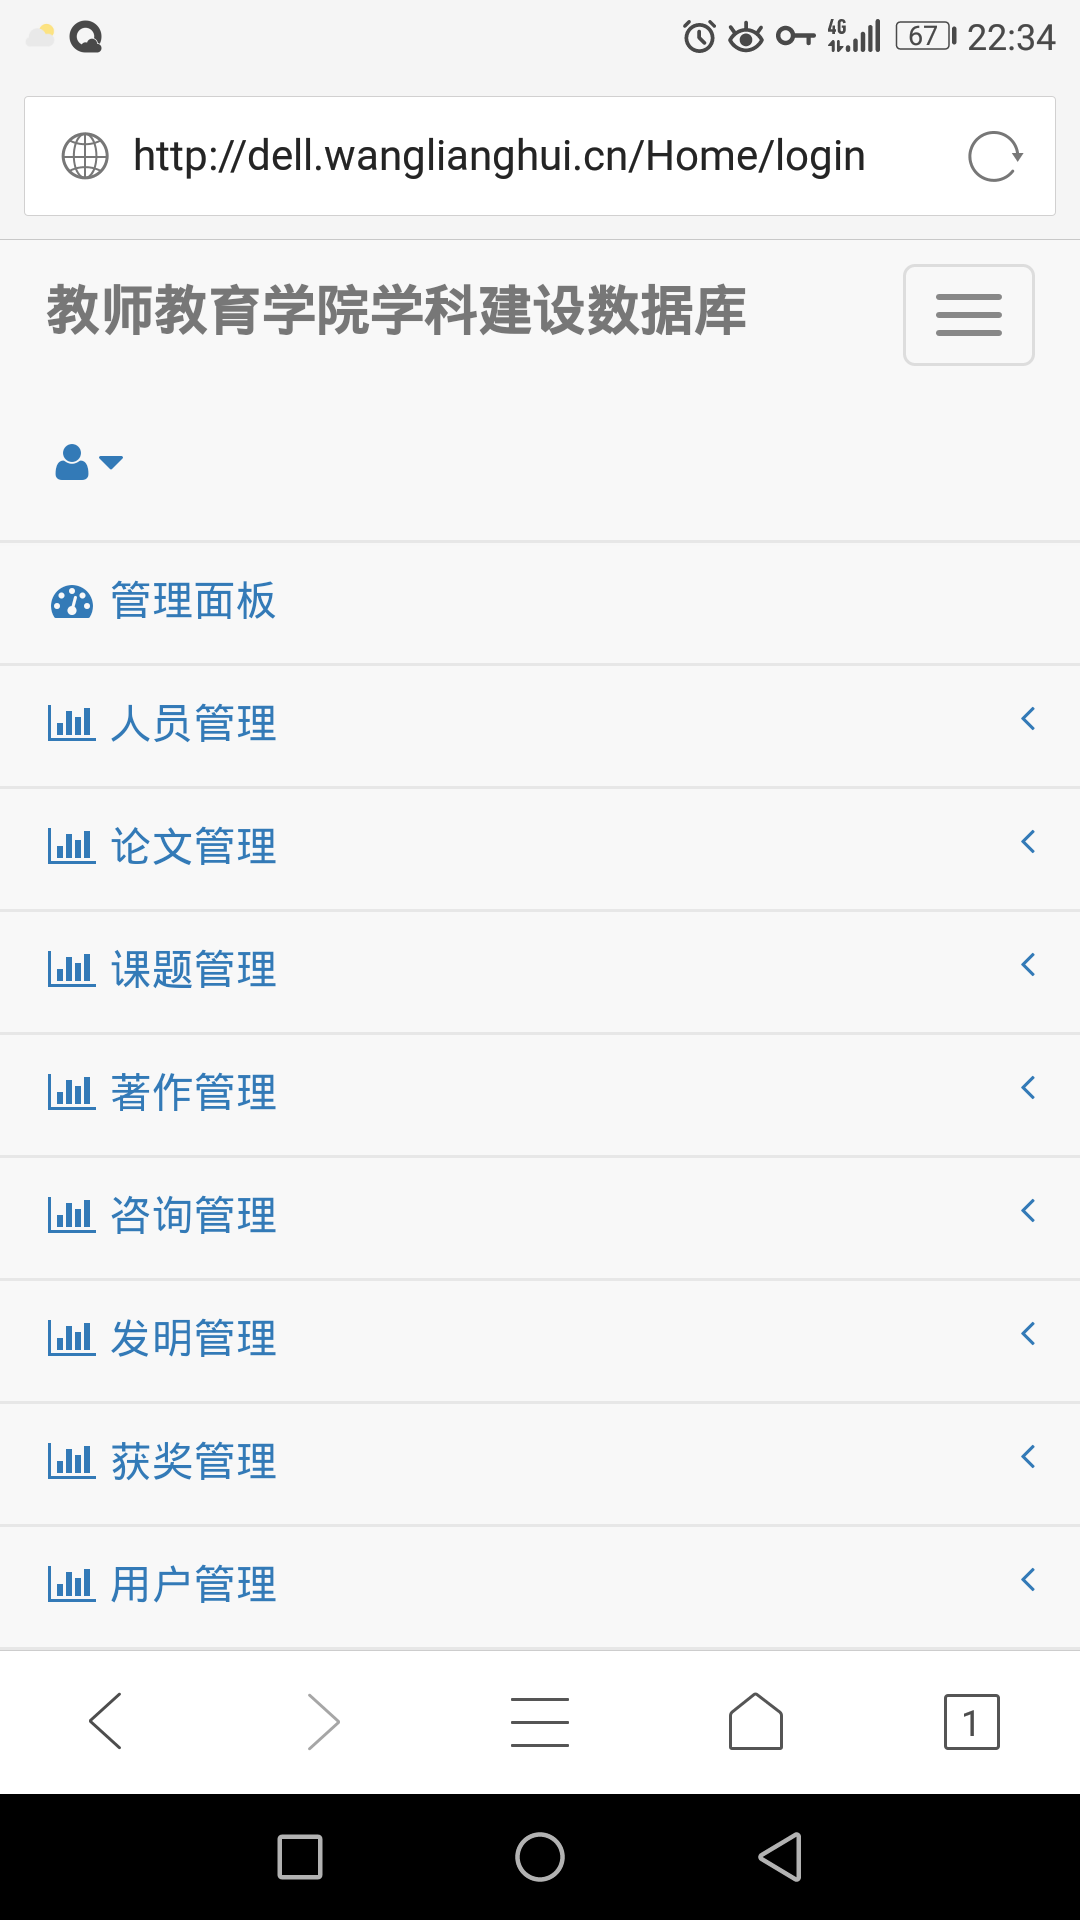 4G
67
22:34
http://dell.wanglianghui.cn/Home/login
教师教育学院学科建设数据库
管理面板
人员管理
论文管理
课题管理
著作管理
咨询管理
发明管理
获奖管理
用户管理
1